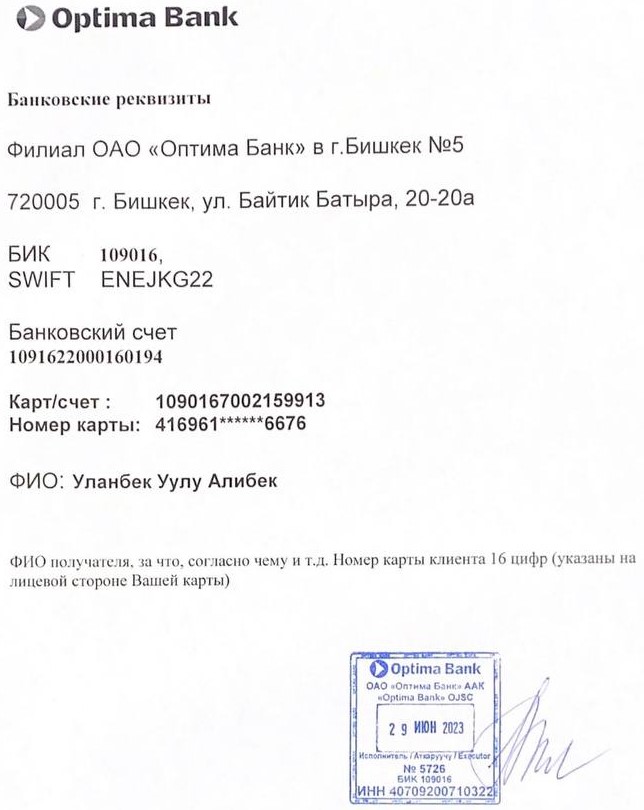 Optima Bank
Банковские реквизиты
Филиал ОАО «Оптима Банк» в г.Бишкек №5
720005 г. Бишкек, ул. Байтик Батыра, 20-20а
БИК 109016,
SWIFT ENEJKG22
Банковский счет
1091622000160194
Карт/счет : 1090167002159913
Номер карты: 416961******6676
ФИО: Уланбек Уулу Алибек
ФИО получателя, за что, согласно чему и т.д. Номер карты клиента 16 цифр (указаны на
лицевой стороне Вашей карты)
Optima Bank
ОАО «Оптима Банк» ААК
«Optima Bank» OJSC
29 ИЮН 2023
Исполнитель / Аткаруучу / Executor
№ 5726
БИК 109016
ИНН 40709200710322